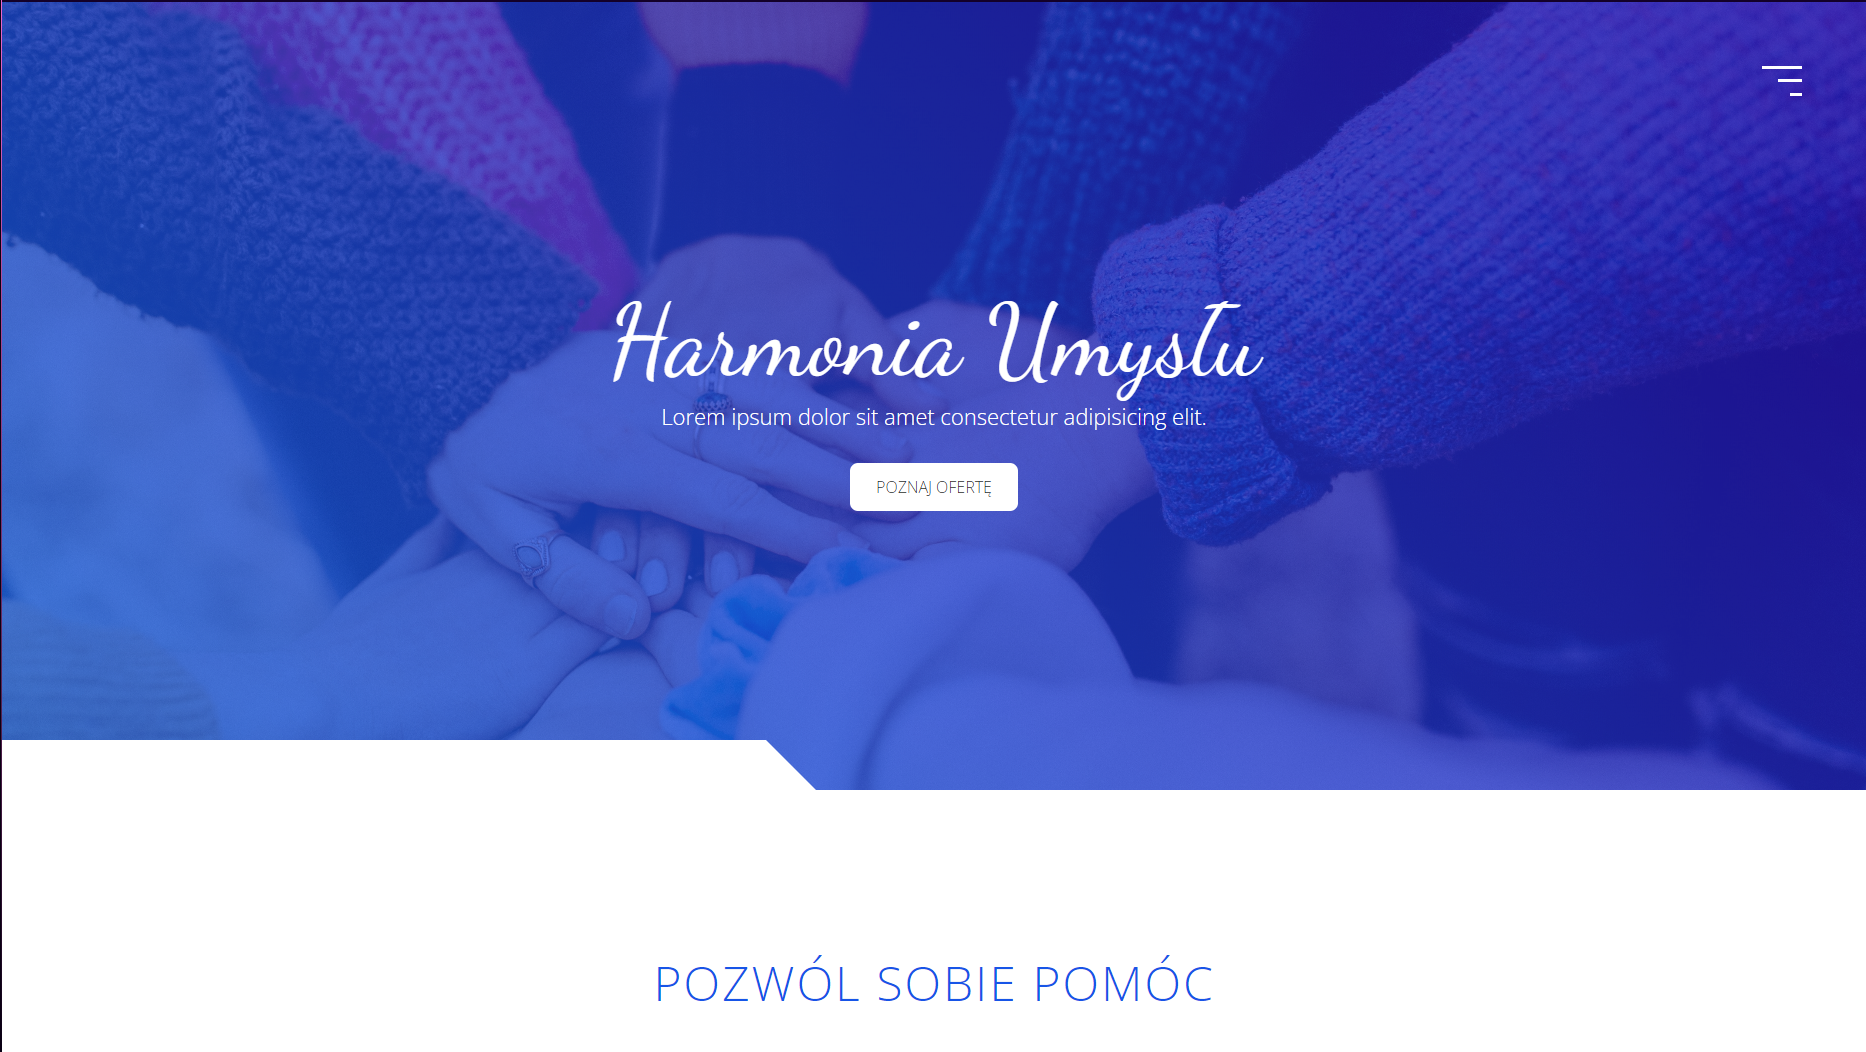 Harmonia Umysłu
Lorem ipsum dolor sit amet consectetur adipisicing elit.
POZNAJ OFERTĘ
POZWÓL SOBIE POMÓC